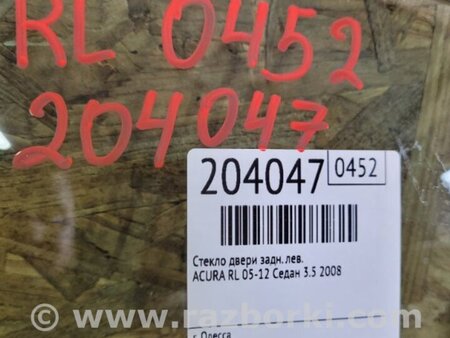 RL 0452
204047
204047 0452
Стекло двери задн. лев.
ACURA RL 05-12 Седан 3.5 2008
г. Одесса
© www.razborki.com